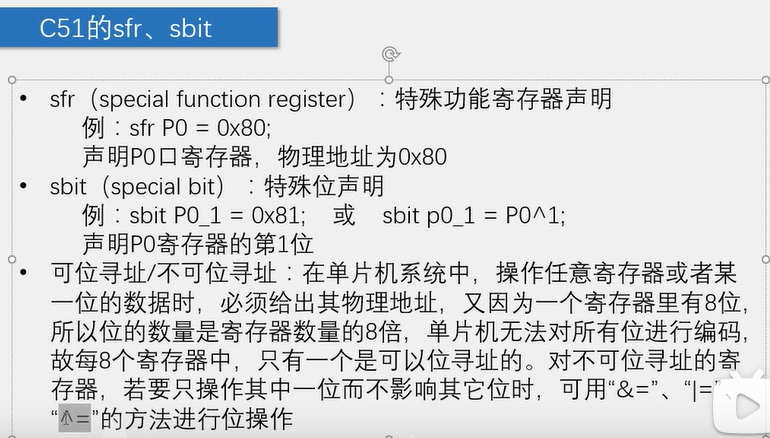 C51的sfr、sbit
• sfr（special function register）：特殊功能寄存器声明
例：sfr P0 = 0x80;
声明P0口寄存器，物理地址为0x80
• sbit（special bit）：特殊位声明
例：sbit P0_1 = 0x81; 或 sbit p0_1 = P0^1;
声明P0寄存器的第1位
• 可位寻址/不可位寻址：在单片机系统中，操作任意寄存器或者某
一位的数据时，必须给出其物理地址，又因为一个寄存器里有8位，
所以位的数量是寄存器数量的8倍，单片机无法对所有位进行编码，
故每8个寄存器中，只有一个是可以位寻址的。对不可位寻址的寄
存器，若要只操作其中一位而不影响其它位时，可用“&=”、“|=”、
“^=”的方法进行位操作